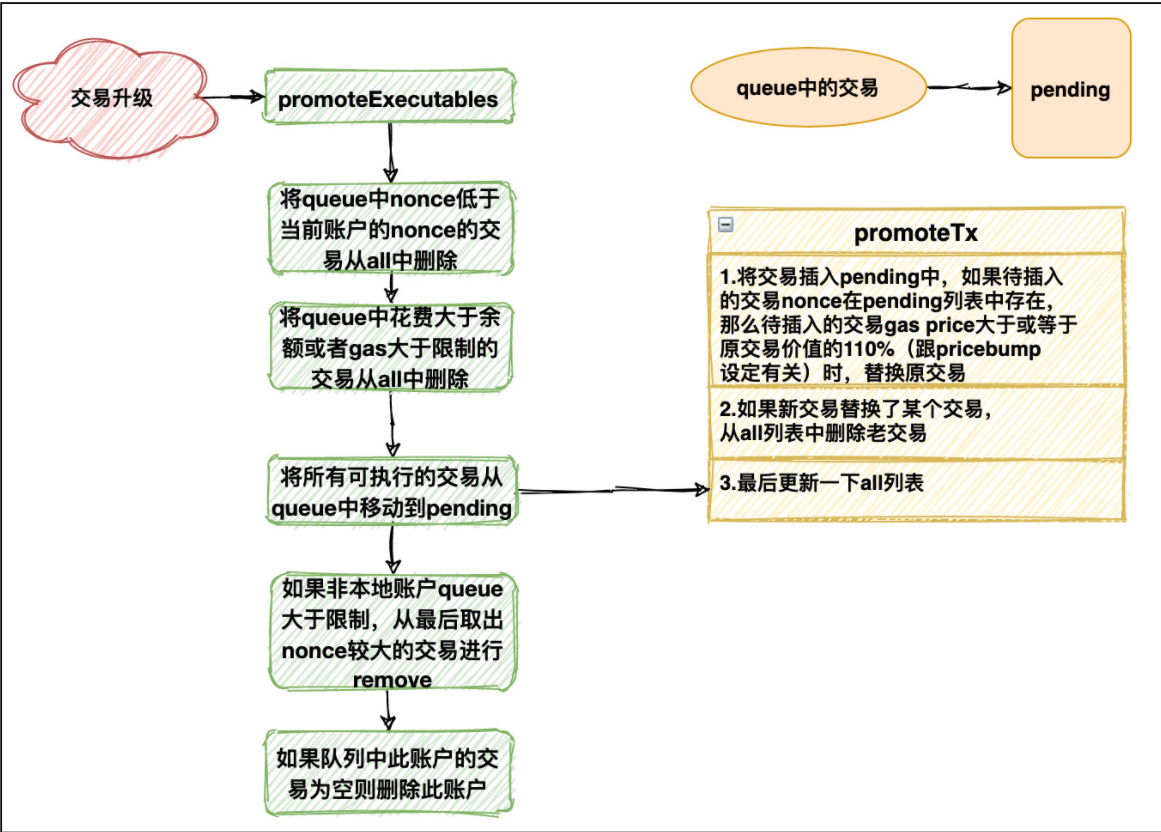 交易升级
promoteExecutables
将queue中nonce低于
当前账户的nonce的交
易从all中删除
将queue中花费大于余
额或者gas大于限制的
交易从all中删除
将所有可执行的交易从
queue中移动到pending
如果非本地账户queue
大于限制，从最后取出
nonce较大的交易进行
remove
如果队列中此账户的交
易为空则删除此账户
queue中的交易
pending
promoteTx
1.将交易插入pending中，如果待插入
的交易nonce在pending列表中存在，
那么待插入的交易gas price大于或等于
原交易价值的110%（跟pricebump
设定有关）时，替换原交易
2.如果新交易替换了某个交易，
从all列表中删除老交易
3.最后更新一下all列表